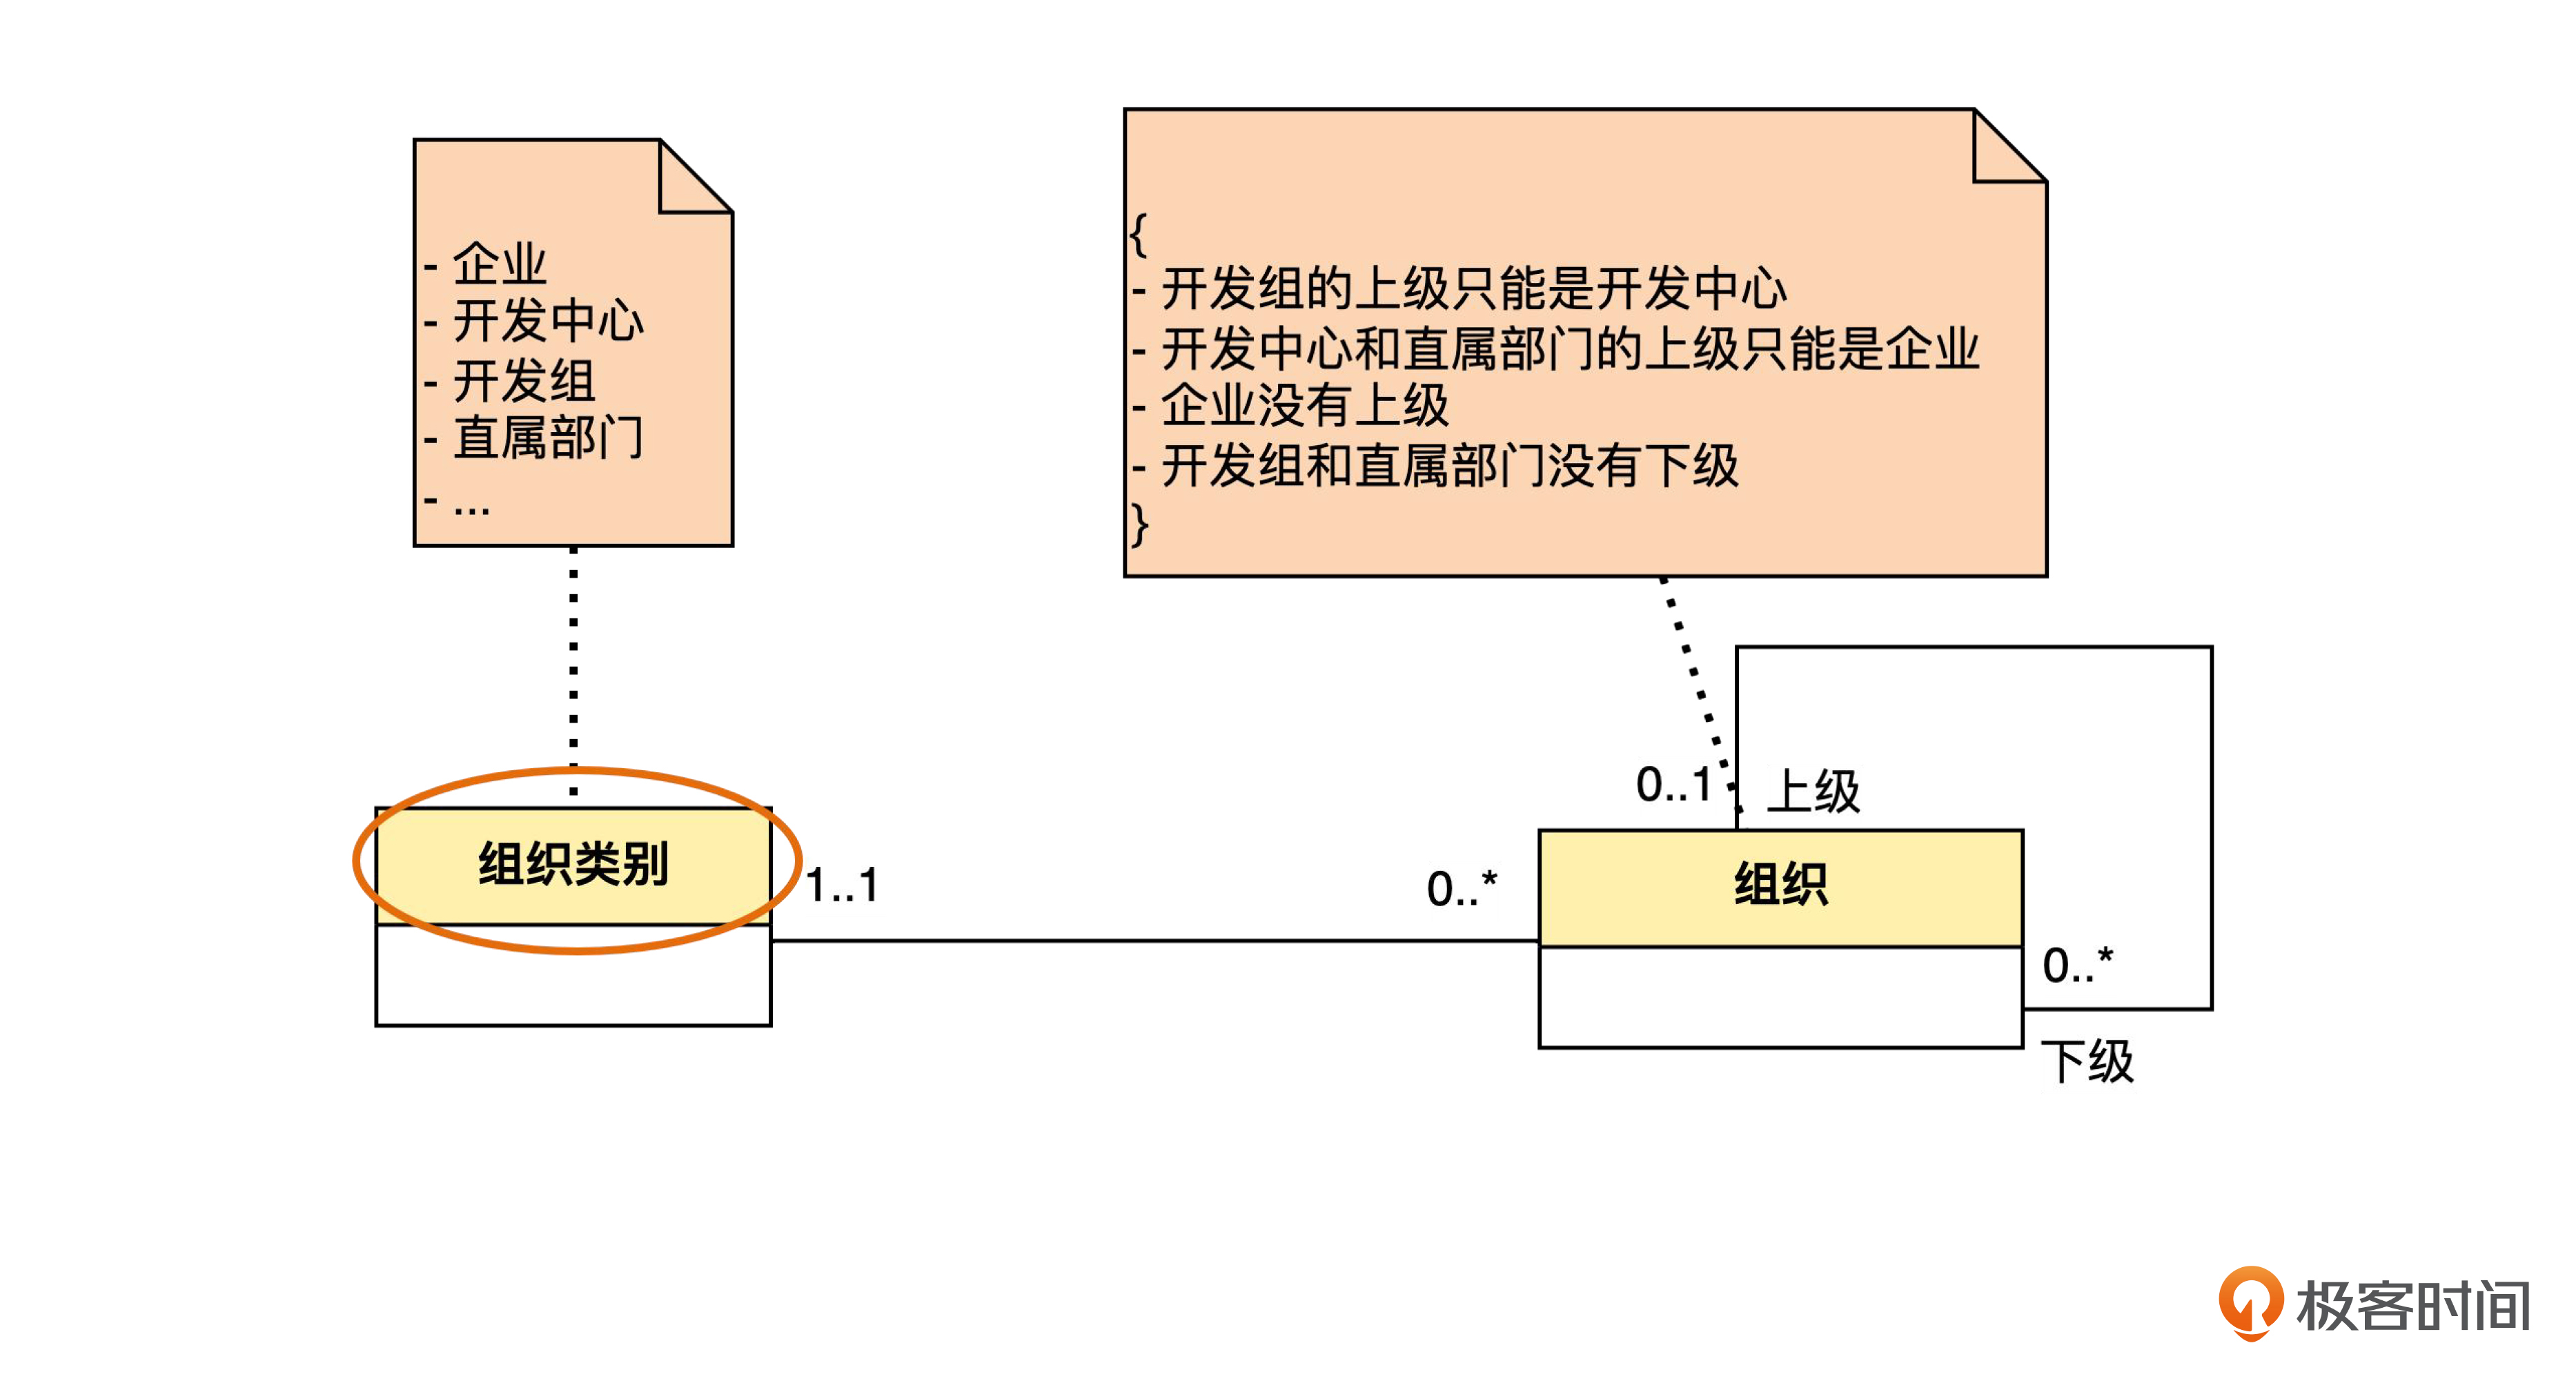 - 企业
- 开发中心
- 开发组
- 直属部门
- ...
{
- 开发组的上级只能是开发中心
- 开发中心和直属部门的上级只能是企业
- 企业没有上级
- 开发组和直属部门没有下级
}
0..1
上级
组织类别
1..1
0..*
组织
0..*
下级
极客时间